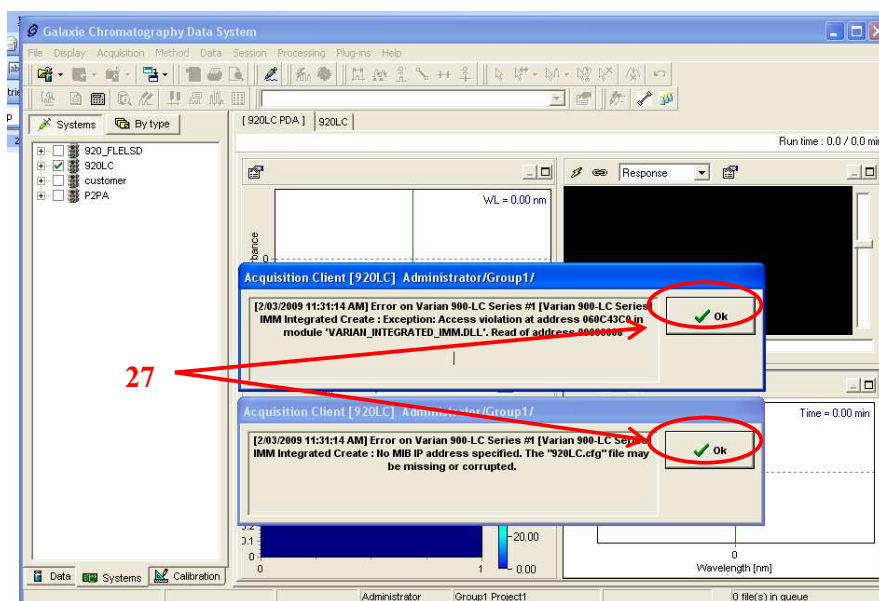 Galaxie Chromatography Data System
File Display Acquisition Method Data Session Processing Plug-ins Help
Systems By type
[ 920LC PDA ] 920LC
Run time : 0.0 / 0.0 min
920_FLELSD
920LC
customer
P2PA
Response
WL = 0.00 nm
Acquisition Client [920LC] Administrator/Group1/
[2/03/2009 11:31:14 AM] Error on Varian 900-LC Series #1 [Varian 900-LC Series]
IMM Integrated Create : Exception: Access violation at address 060C43C0 in
module 'VARIAN_INTEGRATED_IMM.DLL'. Read of address 00000008
Ok
27
Acquisition Client [920LC] Administrator/Group1/
Time = 0.00 min
[2/03/2009 11:31:14 AM] Error on Varian 900-LC Series #1 [Varian 900-LC Series]
IMM Integrated Create : No MIB IP address specified. The "920LC.cfg" file may
be missing or corrupted.
Ok
0.1
0
0 1
20.00
0.00
0
Wavelength [nm]
Data Systems Calibration
Administrator Group1 Project1 0 file(s) in queue